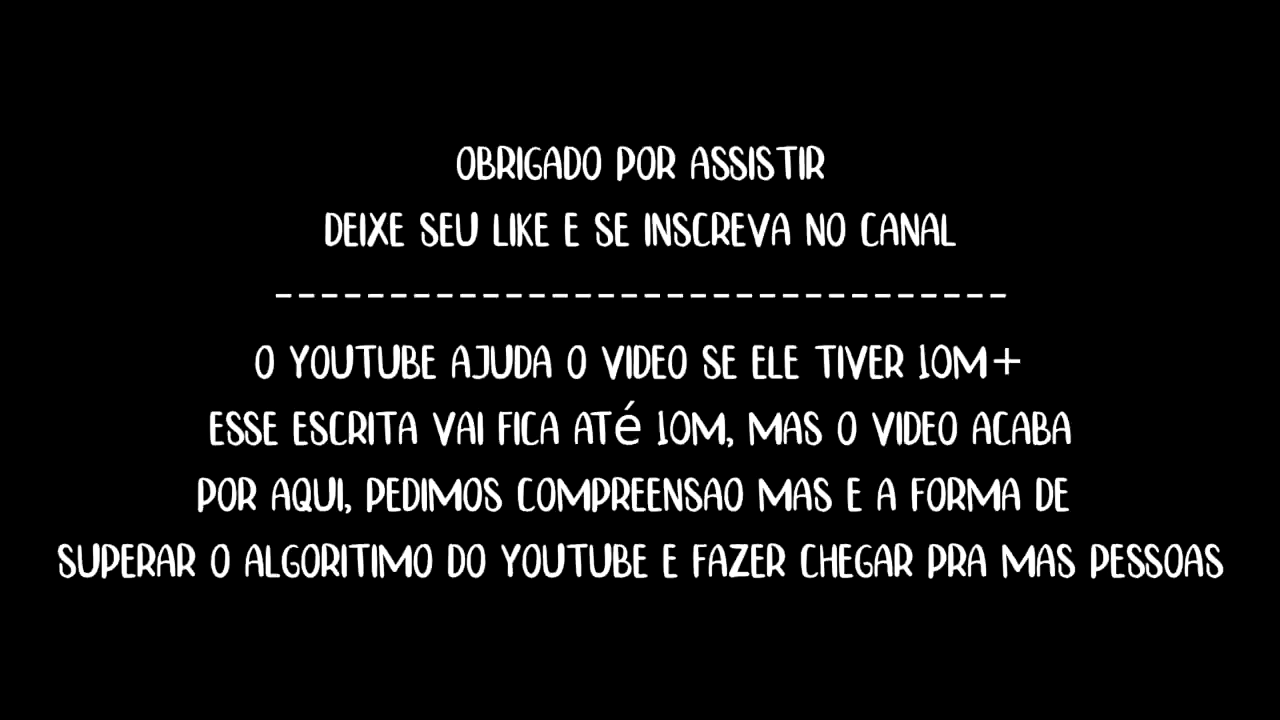 OBRIGADO POR ASSISTIR
DEIXE SEU LIKE E SE INSCREVA NO CANAL
--------------------------------
O YOUTUBE AJUDA O VIDEO SE ELE TIVER 10M+
ESSE ESCRITA VAI FICA ATÉ 10M, MAS O VIDEO ACABA
POR AQUI, PEDIMOS COMPREENSAO MAS E A FORMA DE
SUPERAR O ALGORITIMO DO YOUTUBE E FAZER CHEGAR PRA MAS PESSOAS